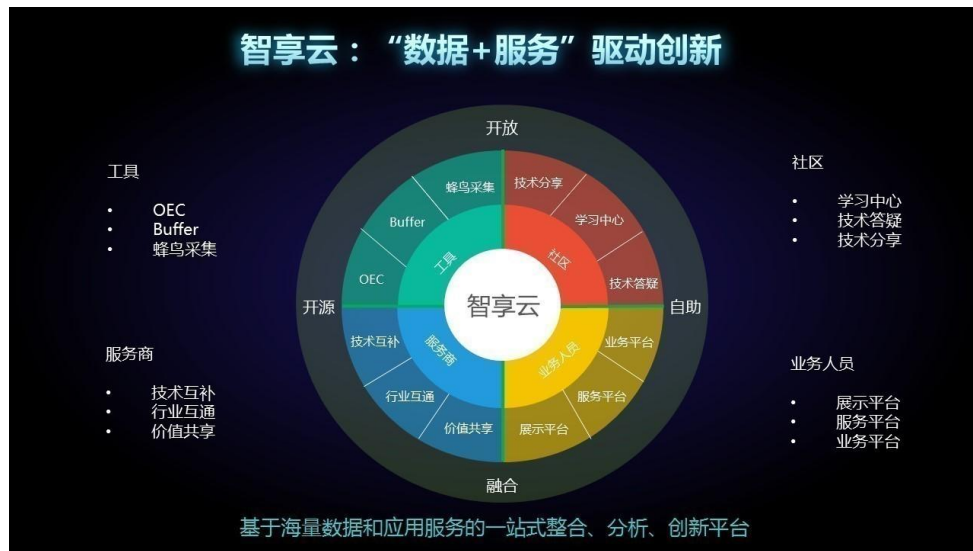 智享云：“数据+服务”驱动创新
工具
• OEC
• Buffer
• 蜂鸟采集
服务商
• 技术互补
• 行业互通
• 价值共享
开放
蜂鸟采集
技术分享
Buffer
学习中心
OEC
技术答疑
工具
社区
开源
智享云
自助
技术互补
服务商
业务人员
业务平台
行业互通
服务平台
价值共享
展示平台
融合
社区
• 学习中心
• 技术答疑
• 技术分享
业务人员
• 展示平台
• 服务平台
• 业务平台
基于海量数据和应用服务的一站式整合、分析、创新平台